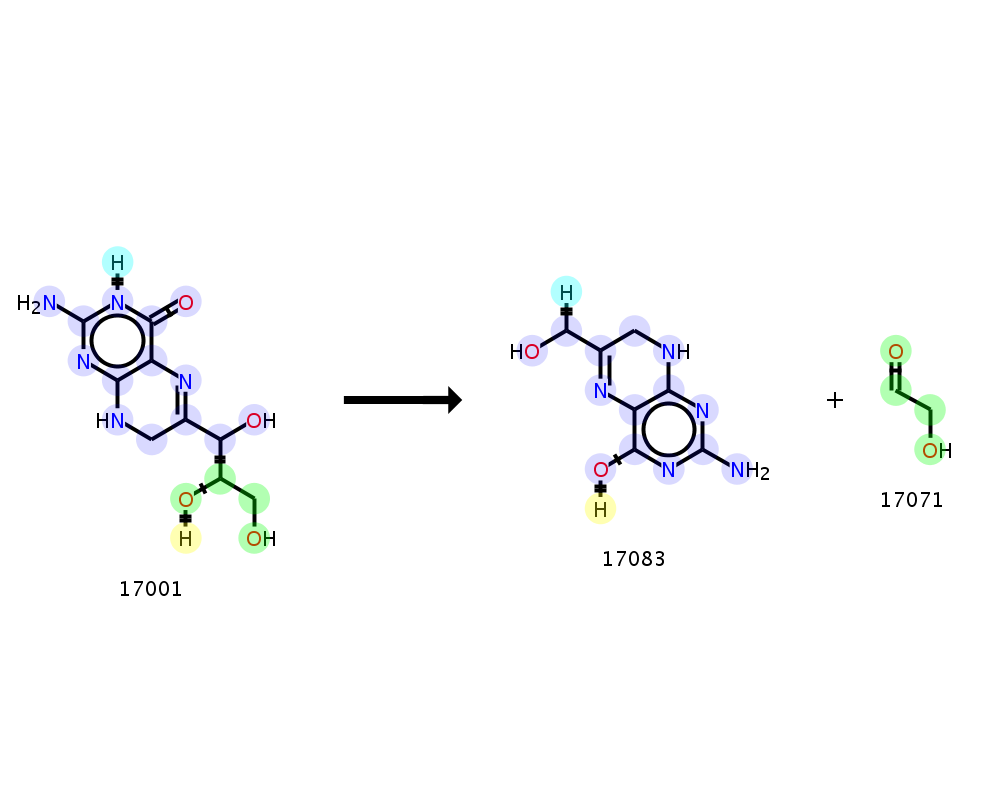 H
H2N N O
N N
HN OH
O
H OH
17001
H
HO NH
N N
O N NH2
H
17083
+
O
OH
17071